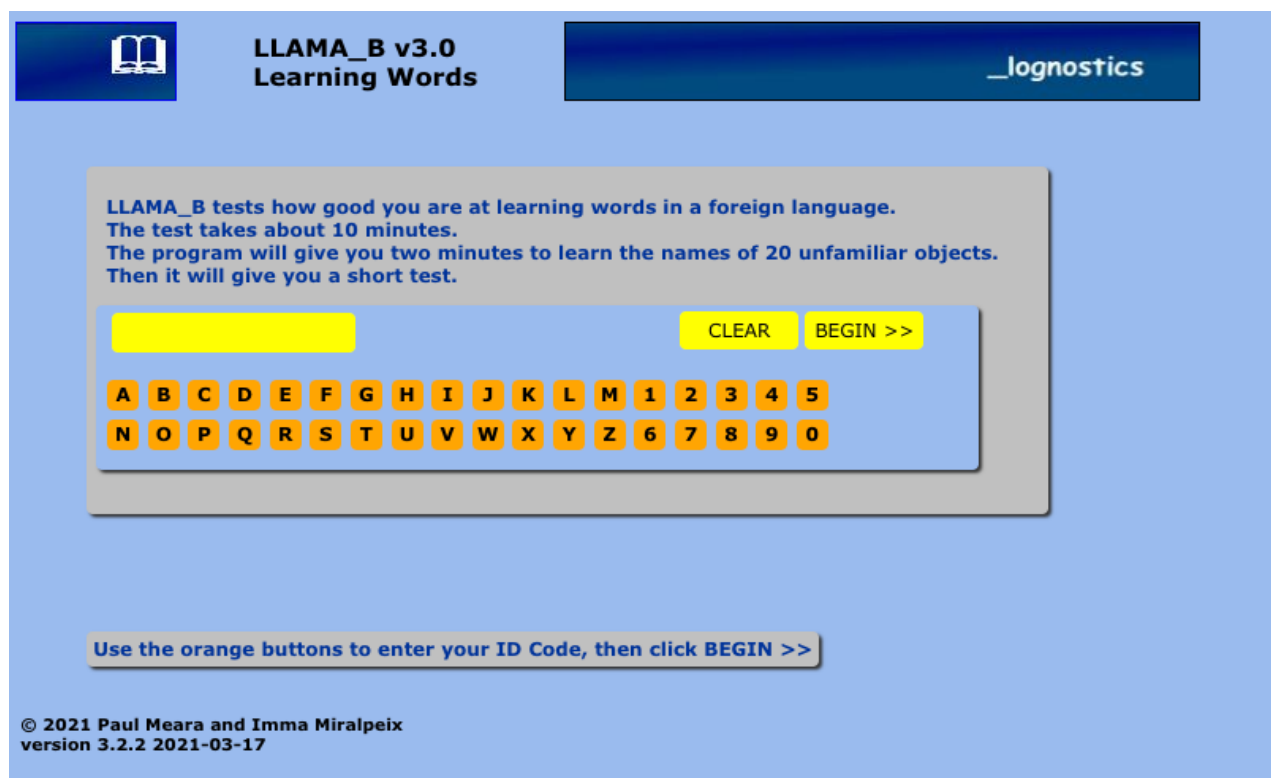 LLAMA_B v3.0
Learning Words
_lognostics
LLAMA_B tests how good you are at learning words in a foreign language.
The test takes about 10 minutes.
The program will give you two minutes to learn the names of 20 unfamiliar objects.
Then it will give you a short test.
CLEAR BEGIN >>
A B C D E F G H I J K L M 1 2 3 4 5
N O P Q R S T U V W X Y Z 6 7 8 9 0
Use the orange buttons to enter your ID Code, then click BEGIN >>
© 2021 Paul Meara and Imma Miralpeix
version 3.2.2 2021-03-17